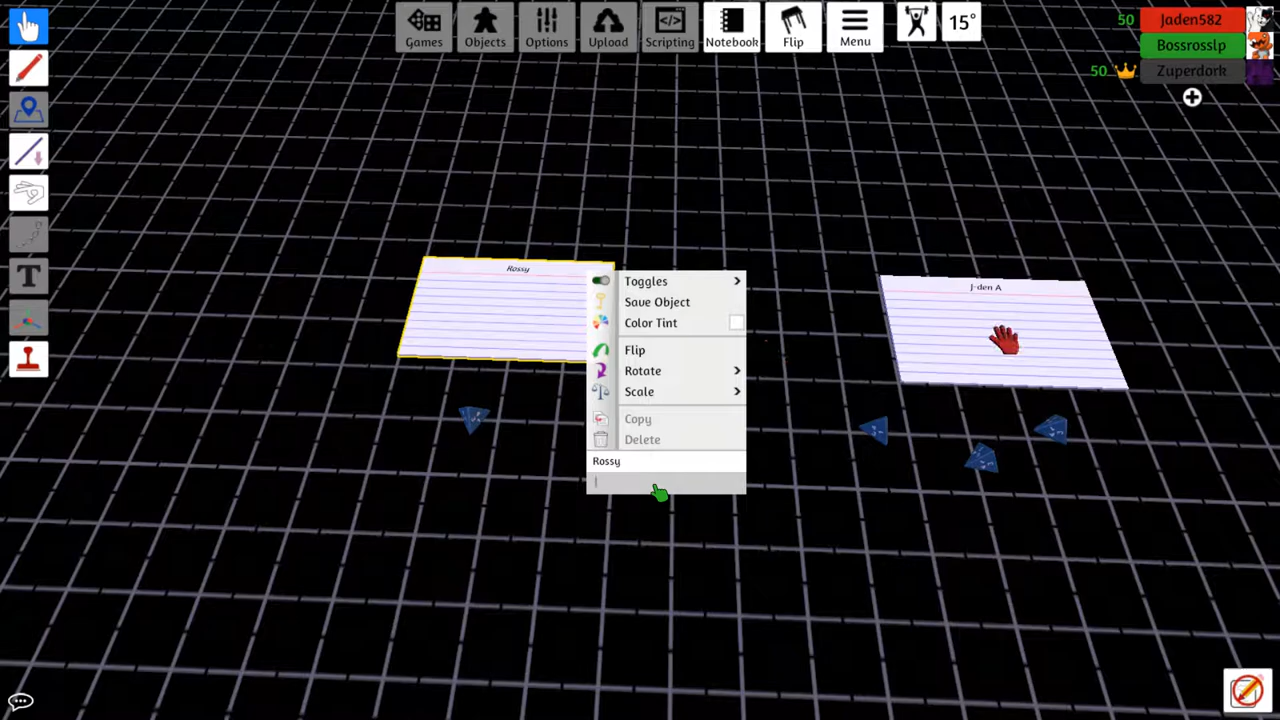 Games Objects Options Upload Scripting Notebook Flip Menu 15°
50 Jaden582
Bossrosslp
50 Zuperdork
Rossy
J-den A
Toggles
Save Object
Color Tint
Flip
Rotate
Scale
Copy
Delete
Rossy
T